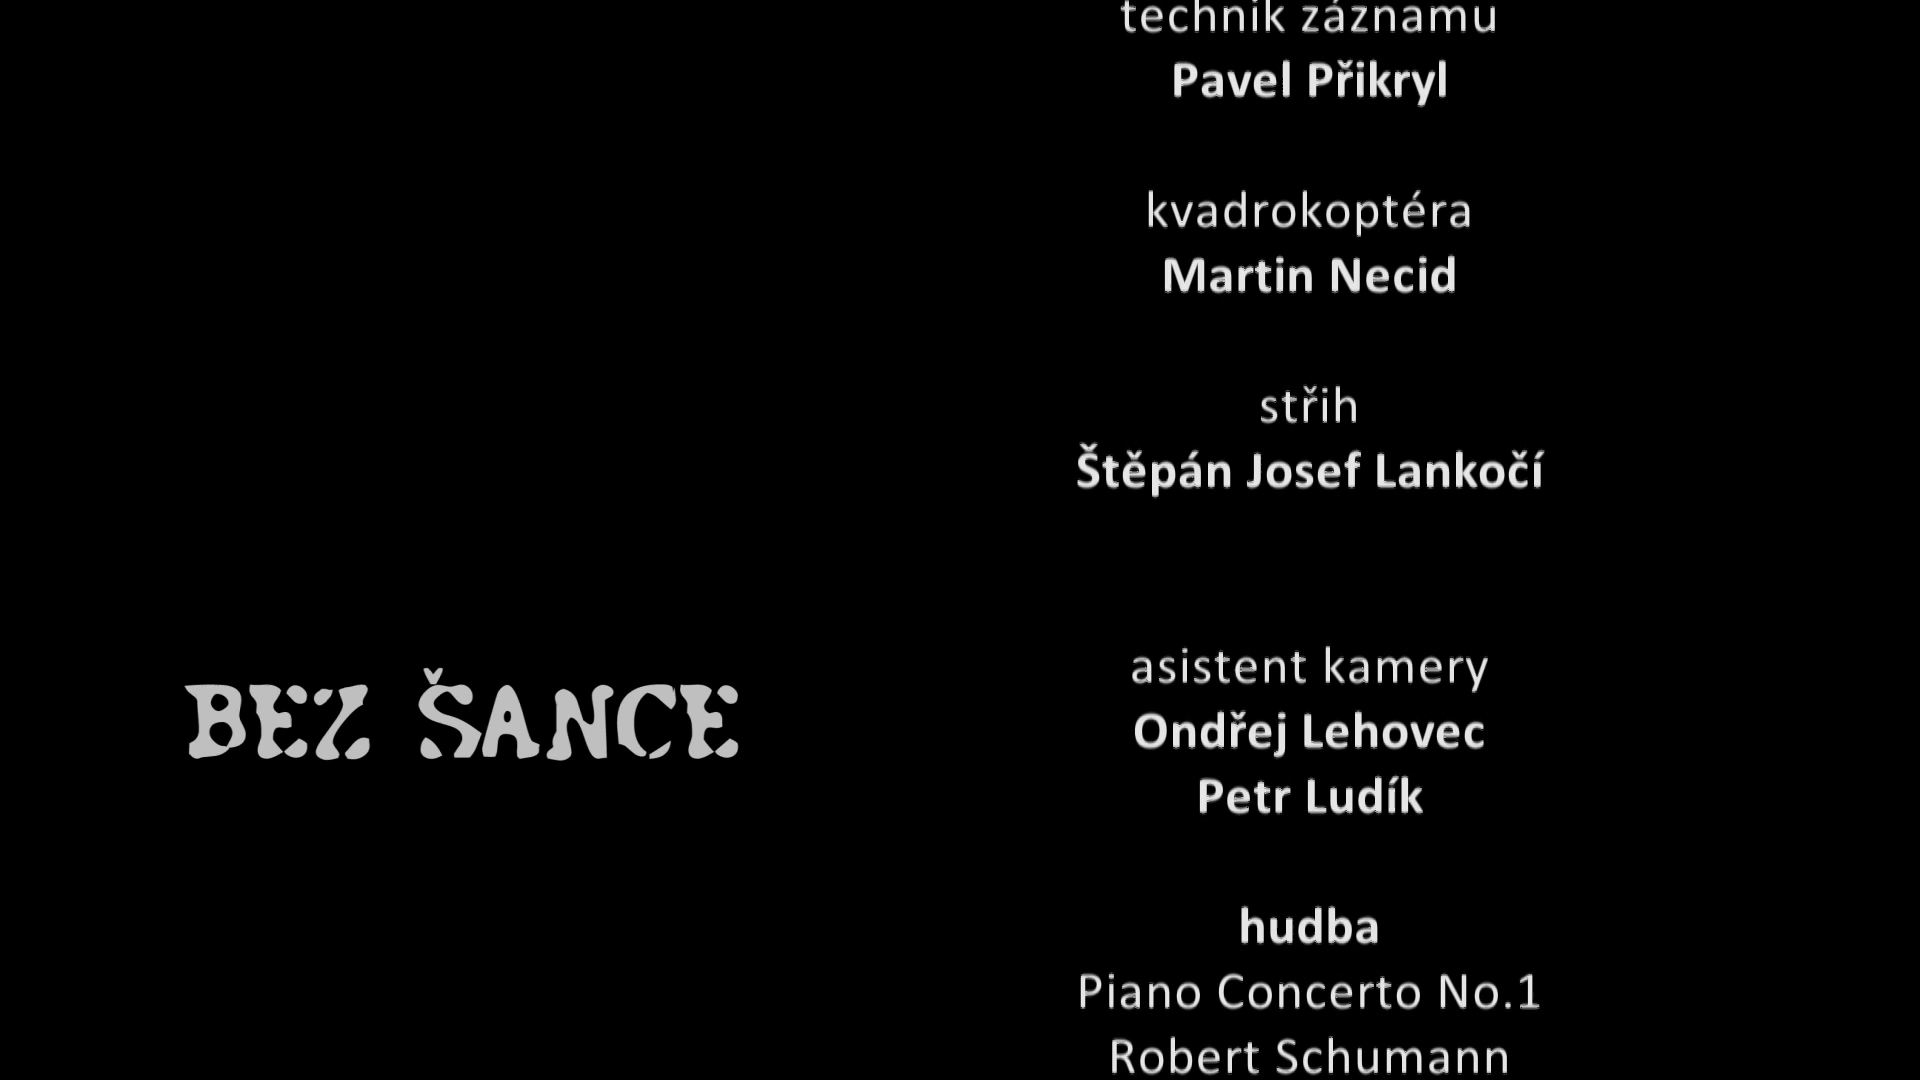 technik záznamu
Pavel Přikryl
kvadrokoptéra
Martin Necid
střih
Štěpán Josef Lankočí
BEZ ŠANCE
asistent kamery
Ondřej Lehovec
Petr Ludík
hudba
Piano Concerto No.1
Robert Schumann